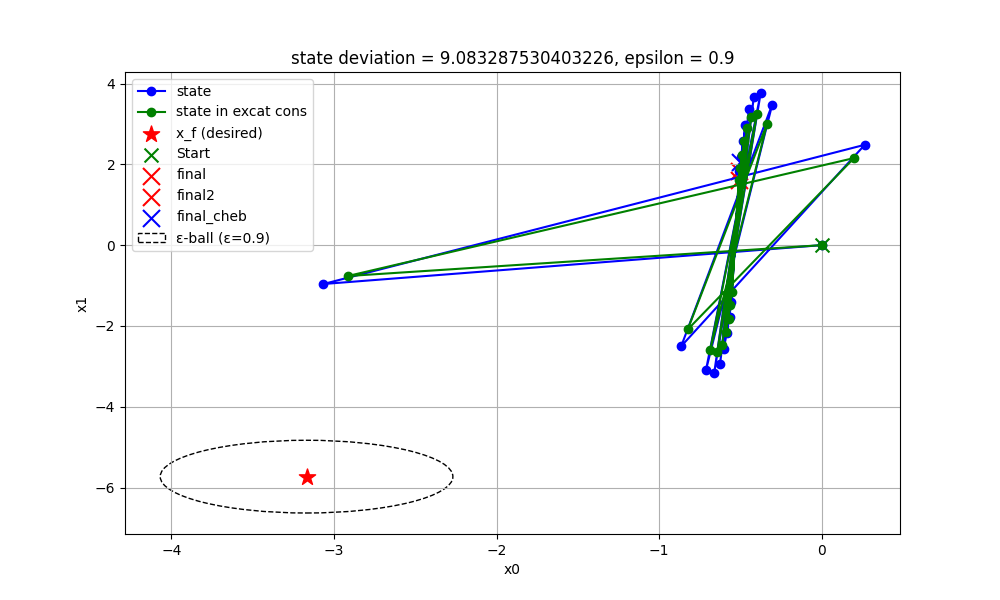 state deviation = 9.083287530403226, epsilon = 0.9
state
state in excat cons
x_f (desired)
Start
final
final2
final_cheb
ε-ball (ε=0.9)
4
2
0
−2
−4
−6
x1
−4
−3
−2
−1
0
x0